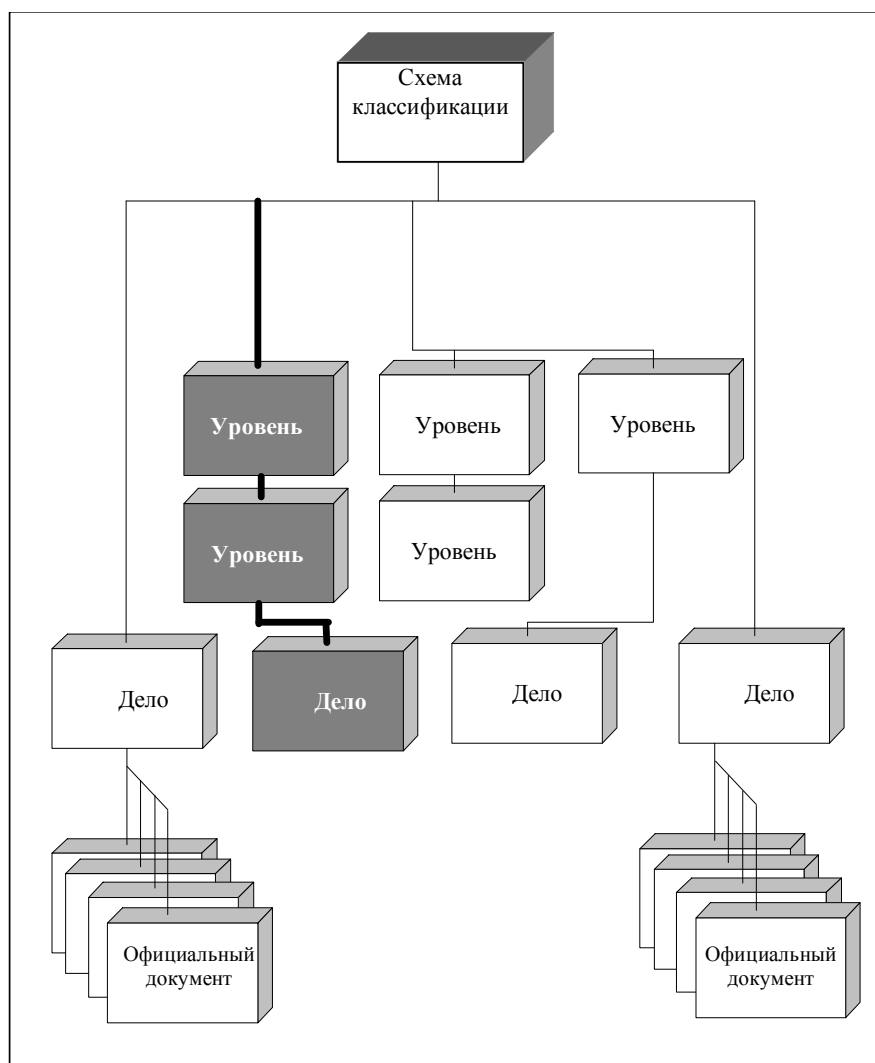 Схема
классификации
Уровень
Уровень
Уровень
Уровень
Уровень
Дело
Дело
Дело
Дело
Официальный
документ
Официальный
документ